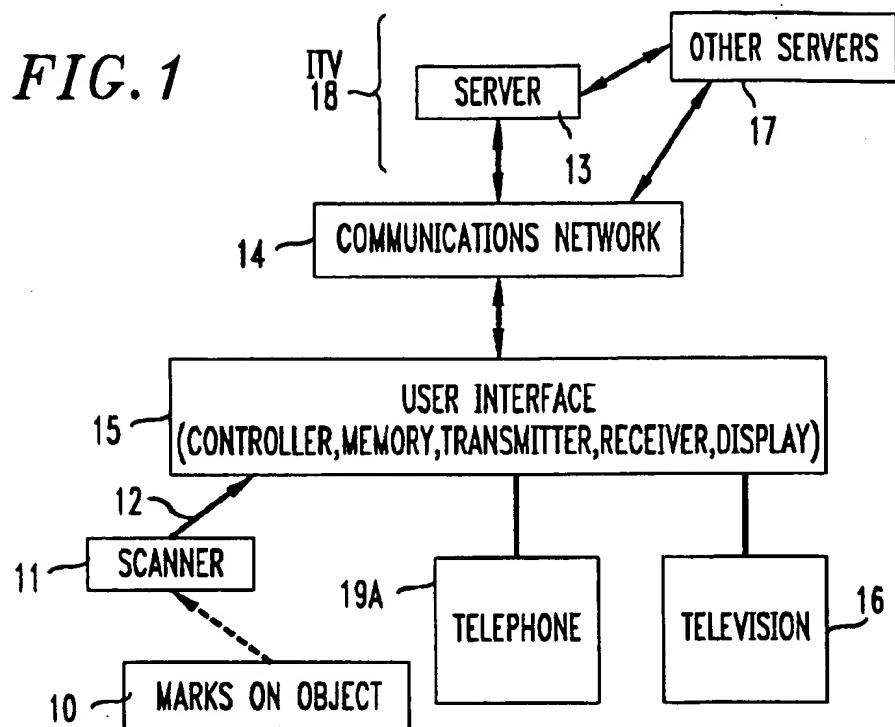 FIG. 1
ITV
18
SERVER
13
OTHER SERVERS
17
COMMUNICATIONS NETWORK
14
USER INTERFACE
(CONTROLLER,MEMORY,TRANSMITTER,RECEIVER,DISPLAY)
15
12
SCANNER
11
19A
TELEPHONE
TELEVISION
16
10
MARKS ON OBJECT